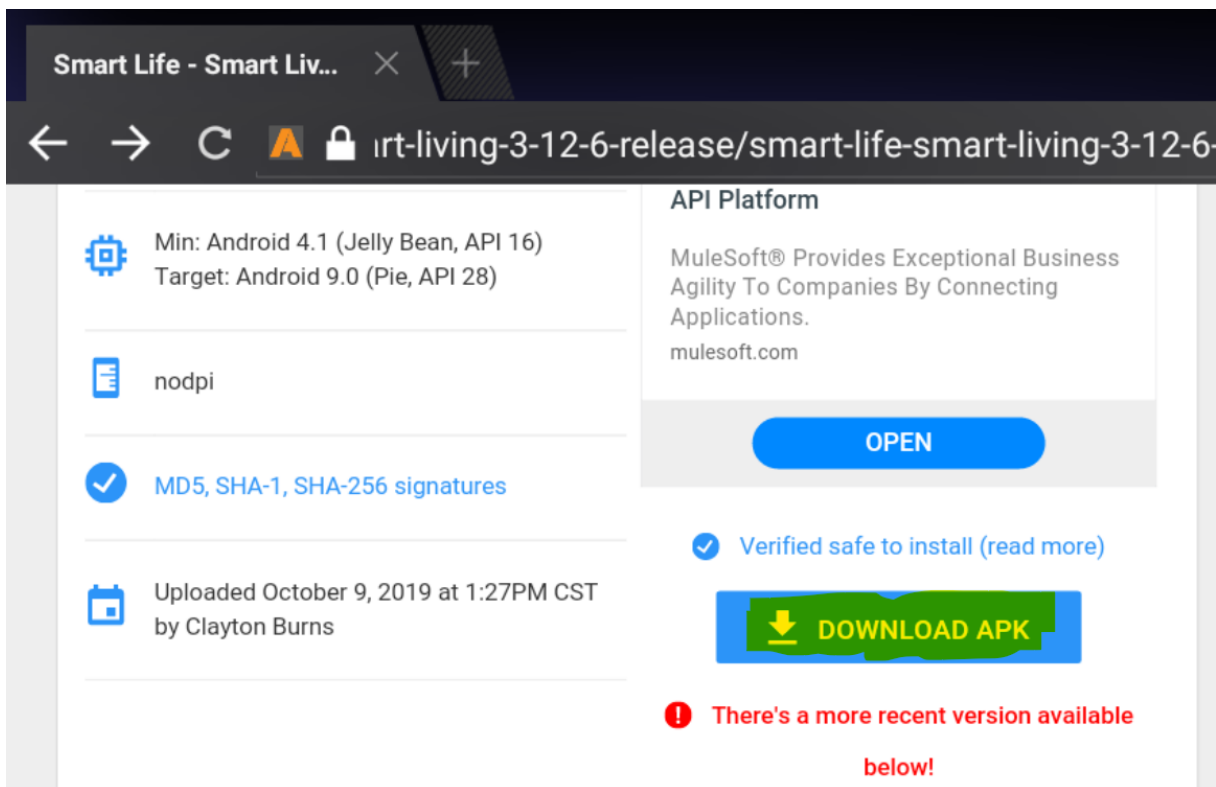 Smart Life - Smart Liv...
ırt-living-3-12-6-release/smart-life-smart-living-3-12-6-
Min: Android 4.1 (Jelly Bean, API 16)
Target: Android 9.0 (Pie, API 28)
nodpi
MD5, SHA-1, SHA-256 signatures
Uploaded October 9, 2019 at 1:27PM CST
by Clayton Burns
API Platform
MuleSoft® Provides Exceptional Business
Agility To Companies By Connecting
Applications.
mulesoft.com
OPEN
Verified safe to install (read more)
DOWNLOAD APK
There's a more recent version available
below!